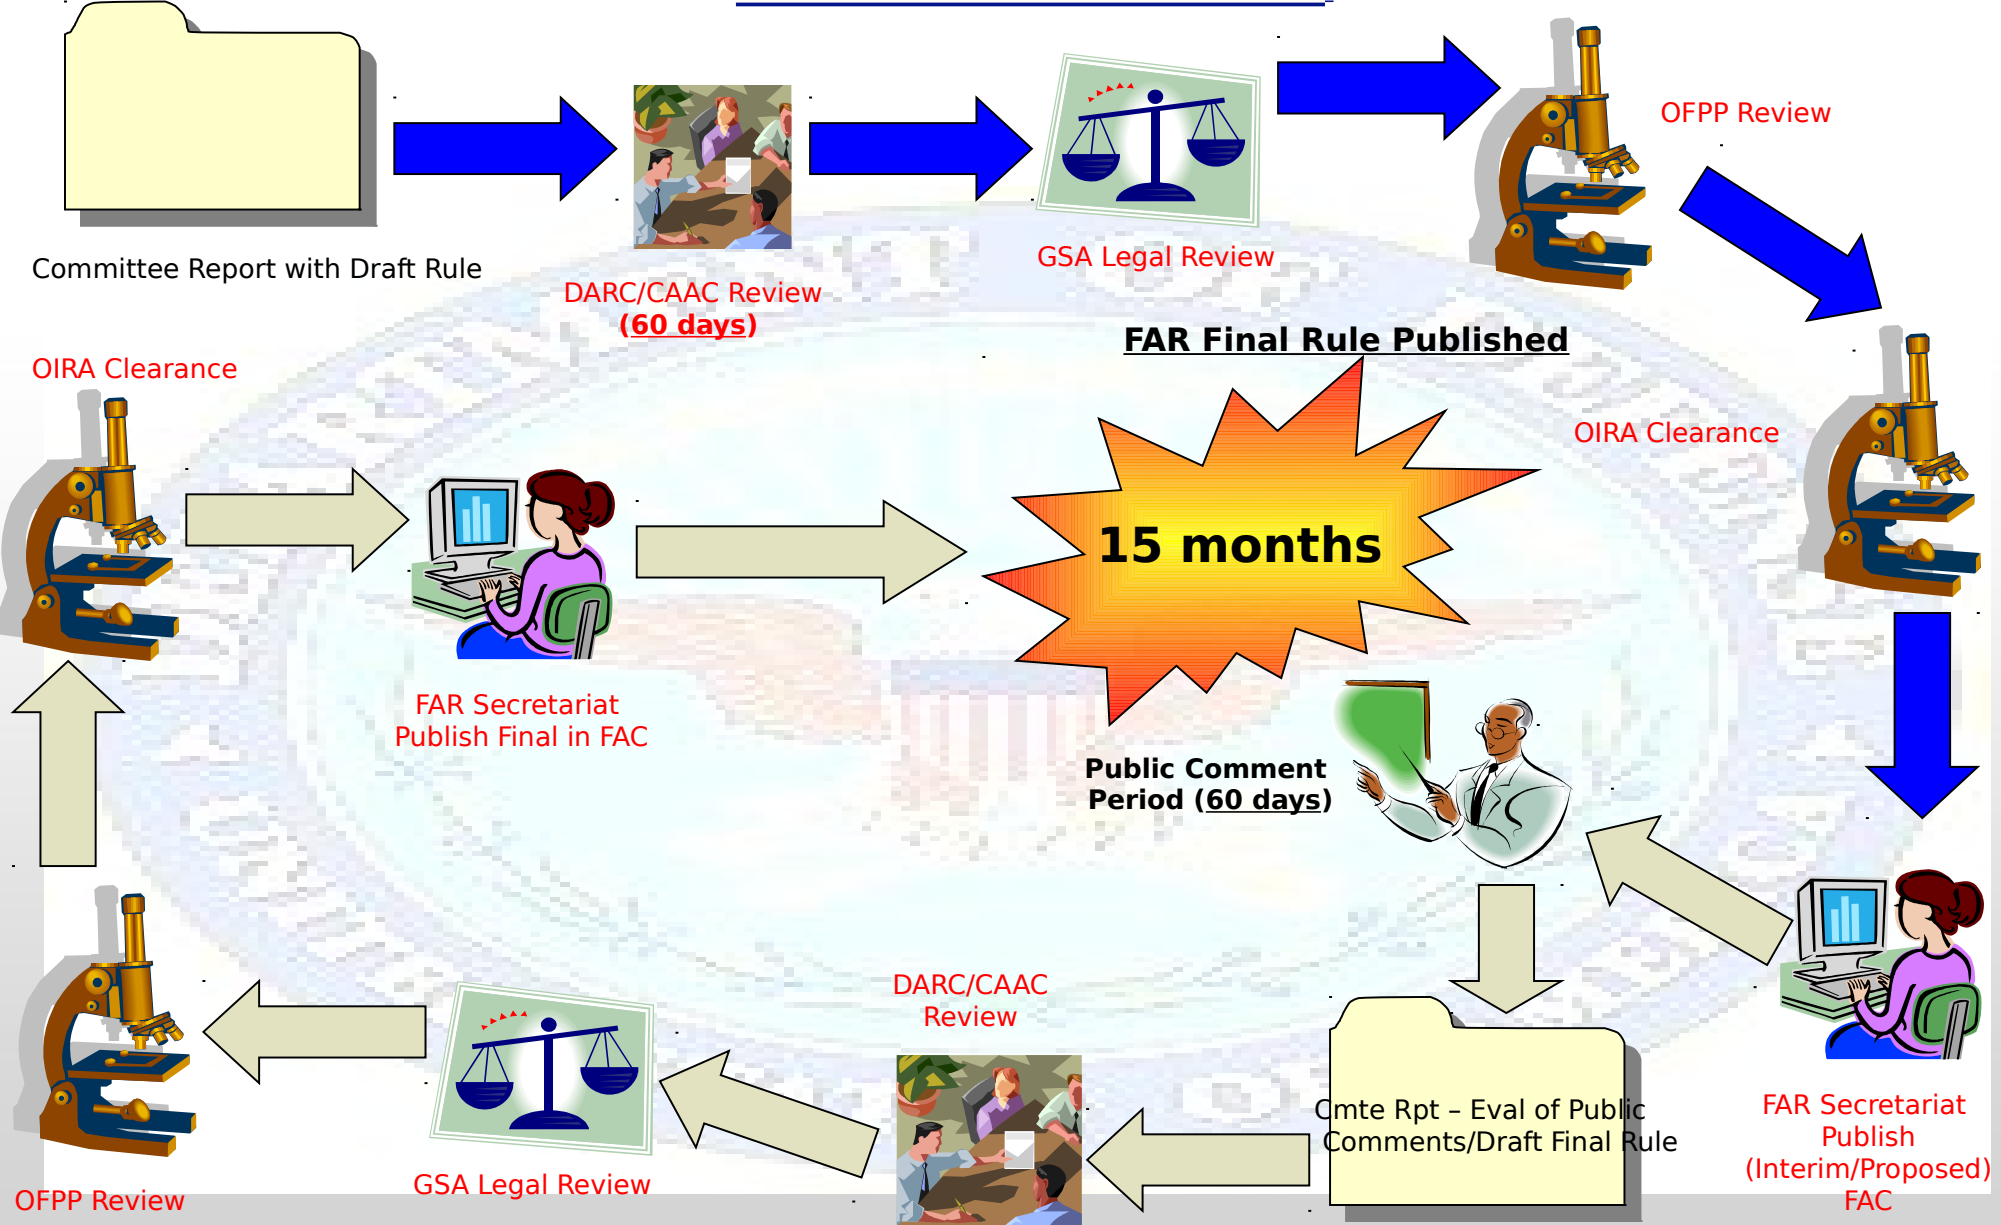 Committee Report with Draft Rule
DARC/CAAC Review
(60 days)
GSA Legal Review
OFPP Review
OIRA Clearance
FAR Secretariat
Publish
(Interim/Proposed)
FAC
Public Comment
Period (60 days)
Cmte Rpt – Eval of Public
Comments/Draft Final Rule
DARC/CAAC
Review
GSA Legal Review
OFPP Review
OIRA Clearance
FAR Secretariat
Publish Final in FAC
FAR Final Rule Published
15 months